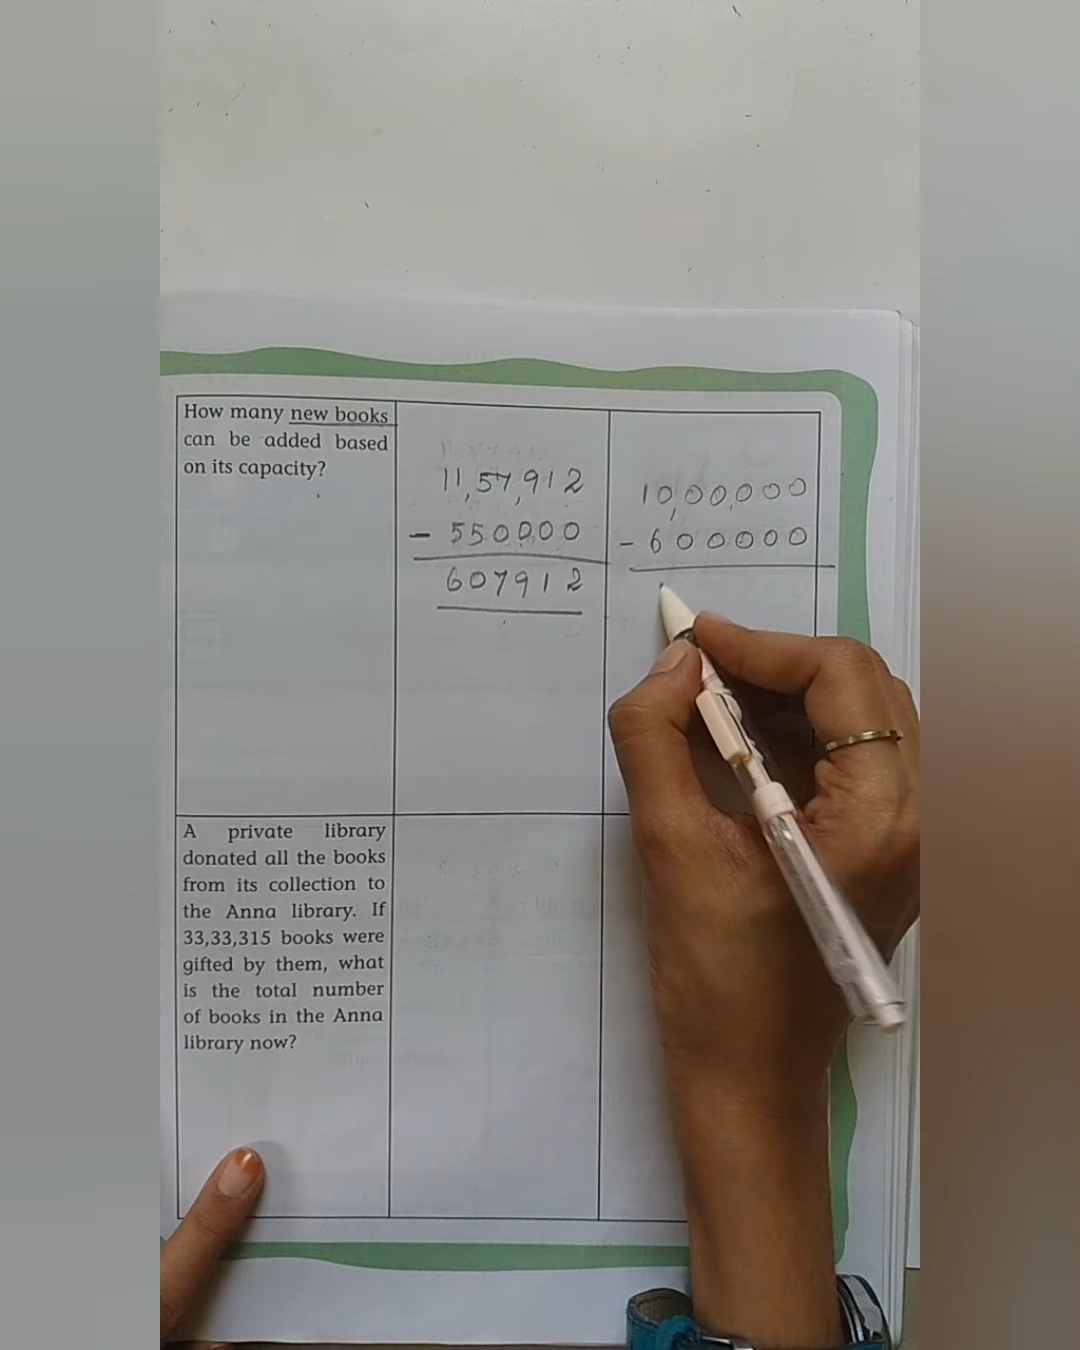 How many new books
can be added based
on its capacity?
11,57,912
- 550000
607912
10,00,000
- 600000
A private library
donated all the books
from its collection to
the Anna library. If
33,33,315 books were
gifted by them, what
is the total number
of books in the Anna
library now?